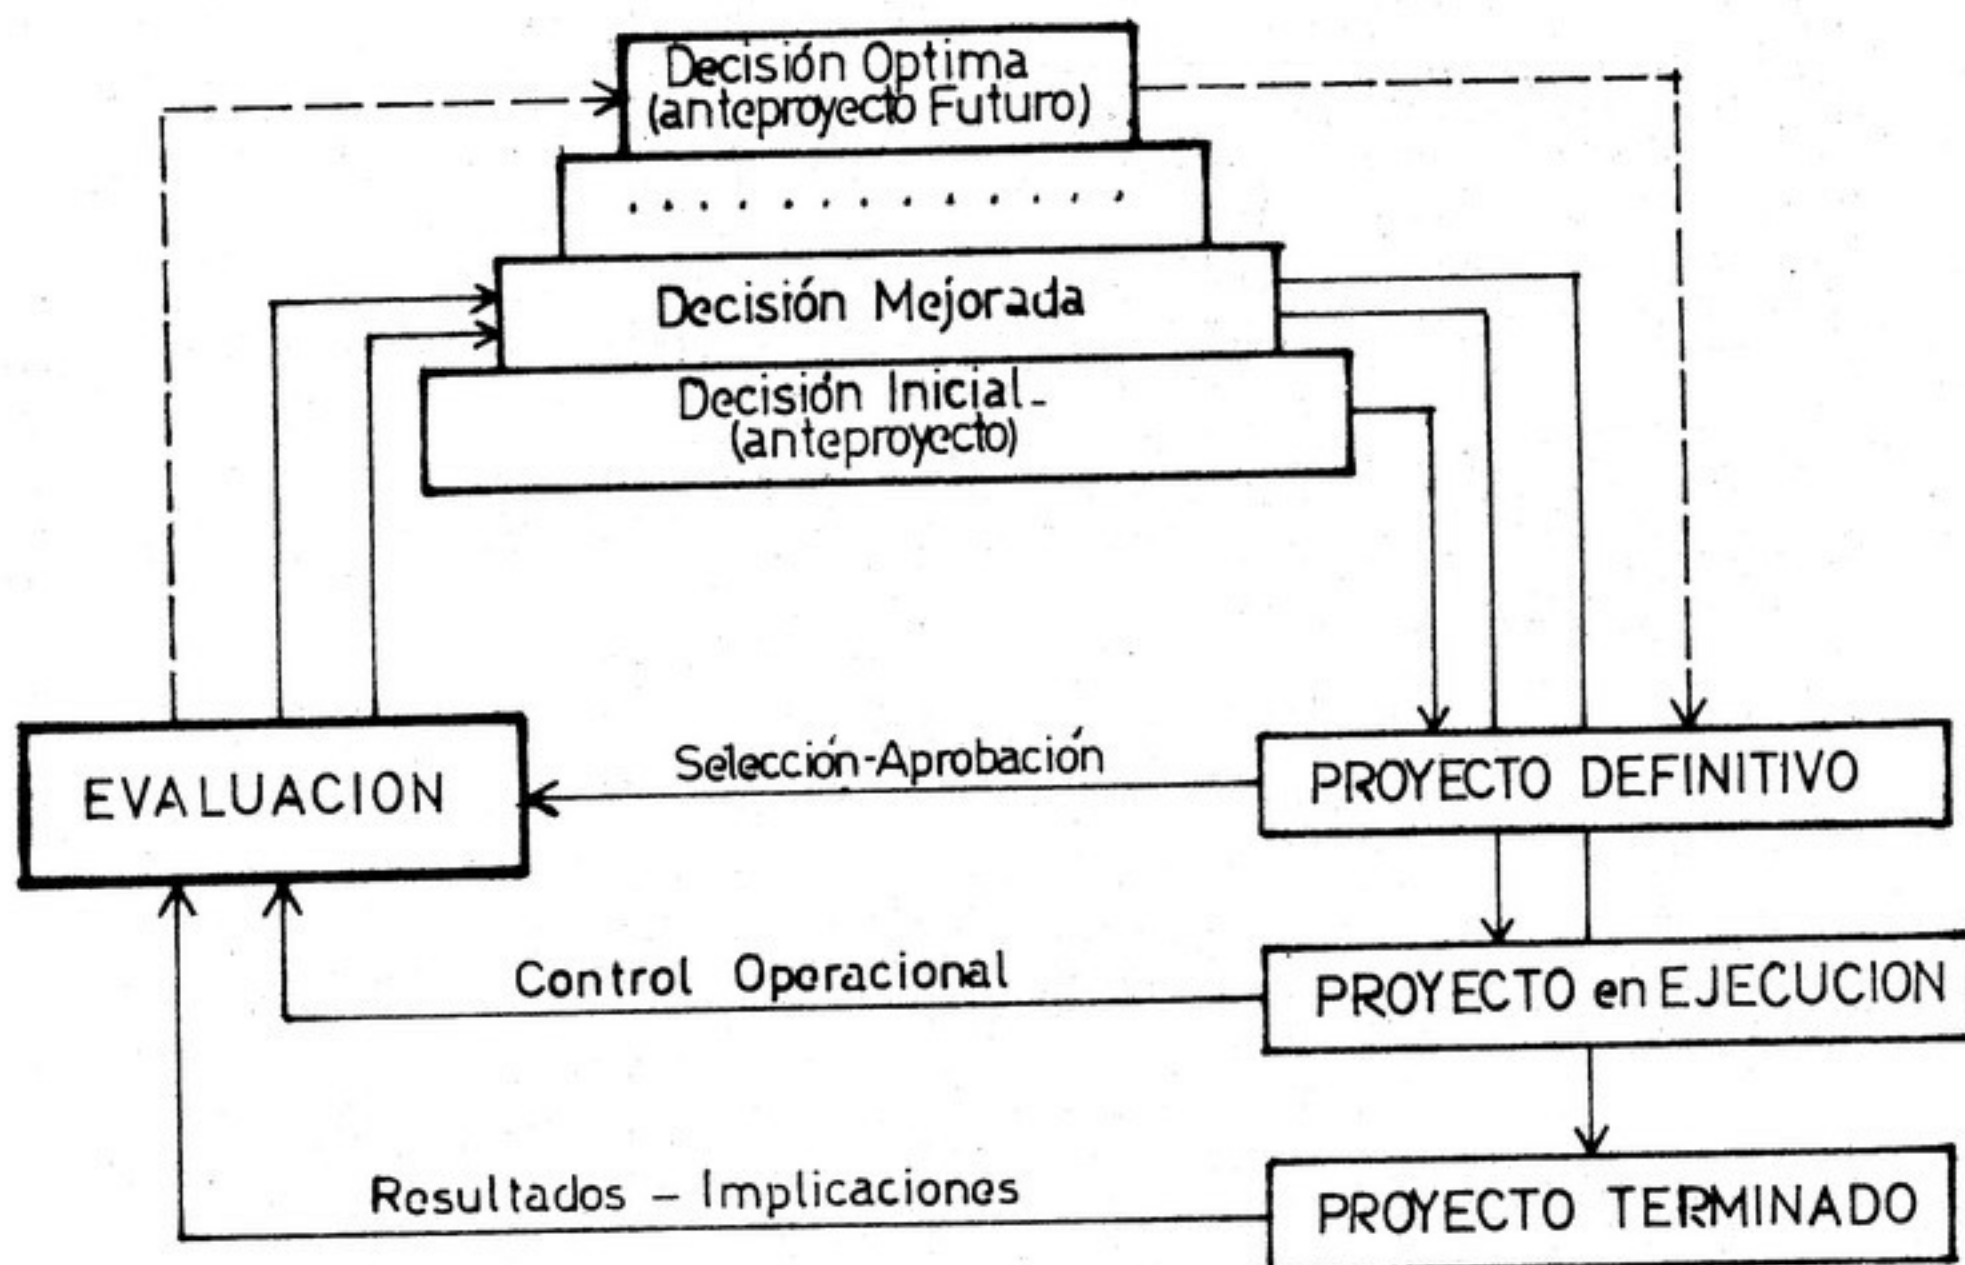 Decisión Optima
(anteproyecto Futuro)
. . . . . . . . . . . . . .
Decisión Mejorada
Decisión Inicial-
(anteproyecto)
EVALUACION
Selección-Aprobación
PROYECTO DEFINITIVO
Control Operacional
PROYECTO en EJECUCION
Resultados - Implicaciones
PROYECTO TERMINADO